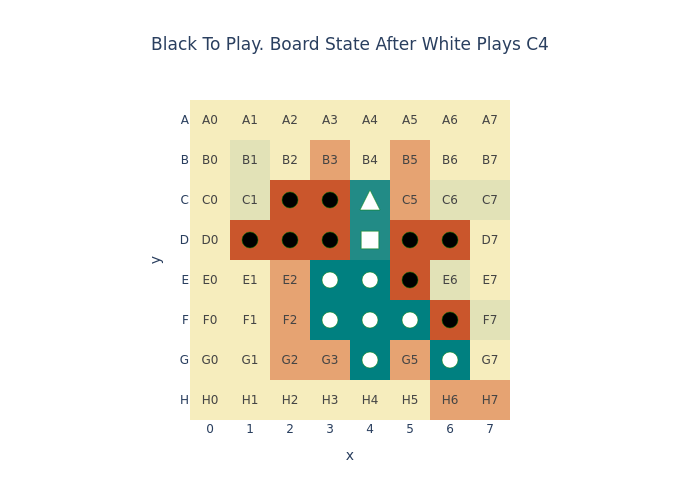 Black To Play. Board State After White Plays C4
A A0 A1 A2 A3 A4 A5 A6 A7
B B0 B1 B2 B3 B4 B5 B6 B7
C C0 C1 C5 C6 C7
D D0 D7
y
E E0 E1 E2 E6 E7
F F0 F1 F2 F7
G G0 G1 G2 G3 G5 G7
H H0 H1 H2 H3 H4 H5 H6 H7
0 1 2 3 4 5 6 7
x